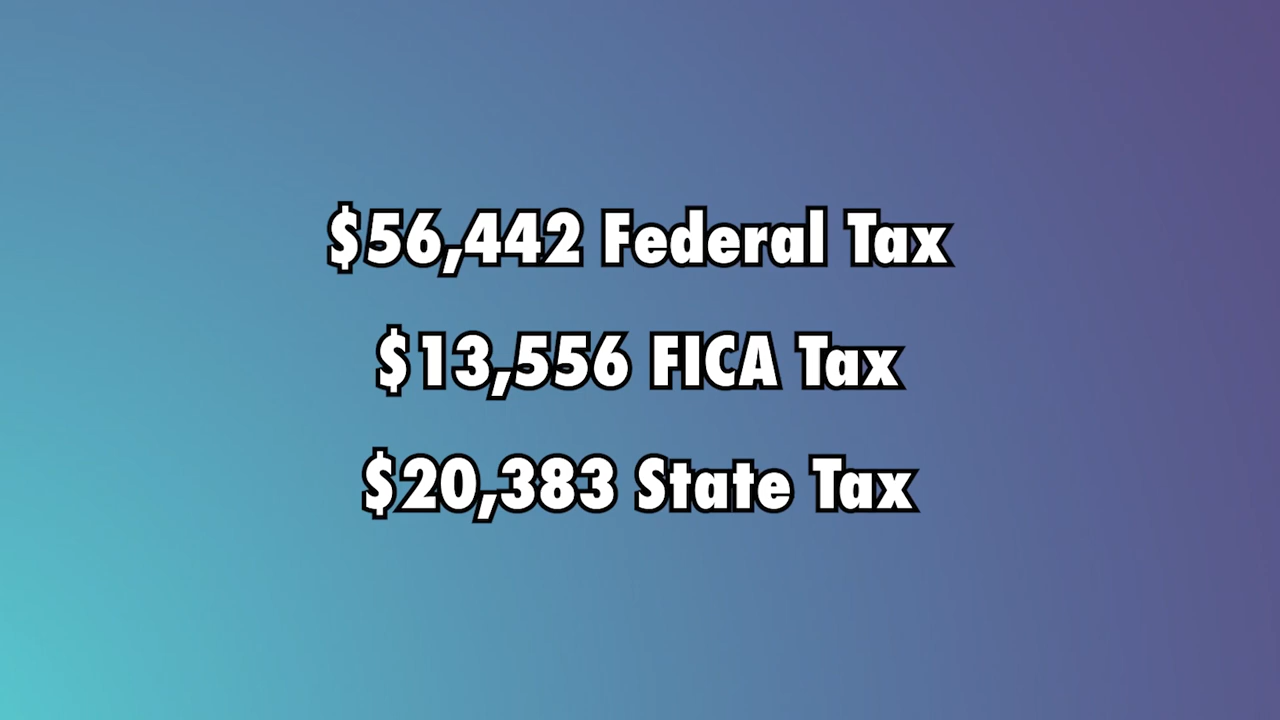 $56,442 Federal Tax
$13,556 FICA Tax
$20,383 State Tax